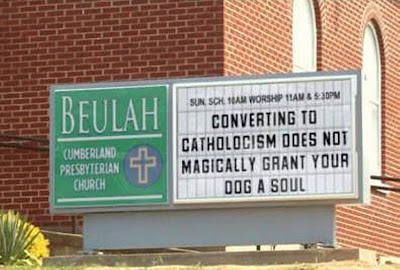 BEULAH
CUMBERLAND
PRESBYTERIAN
CHURCH
SUN. SCH. 10AM WORSHIP 11AM & 5:30PM
CONVERTING TO
CATHOLOCISM DOES NOT
MAGICALLY GRANT YOUR
DOG A SOUL